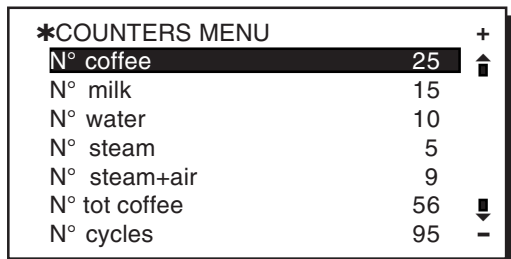 ✱COUNTERS MENU +
N° coffee 25
N° milk 15
N° water 10
N° steam 5
N° steam+air 9
N° tot coffee 56
N° cycles 95 –